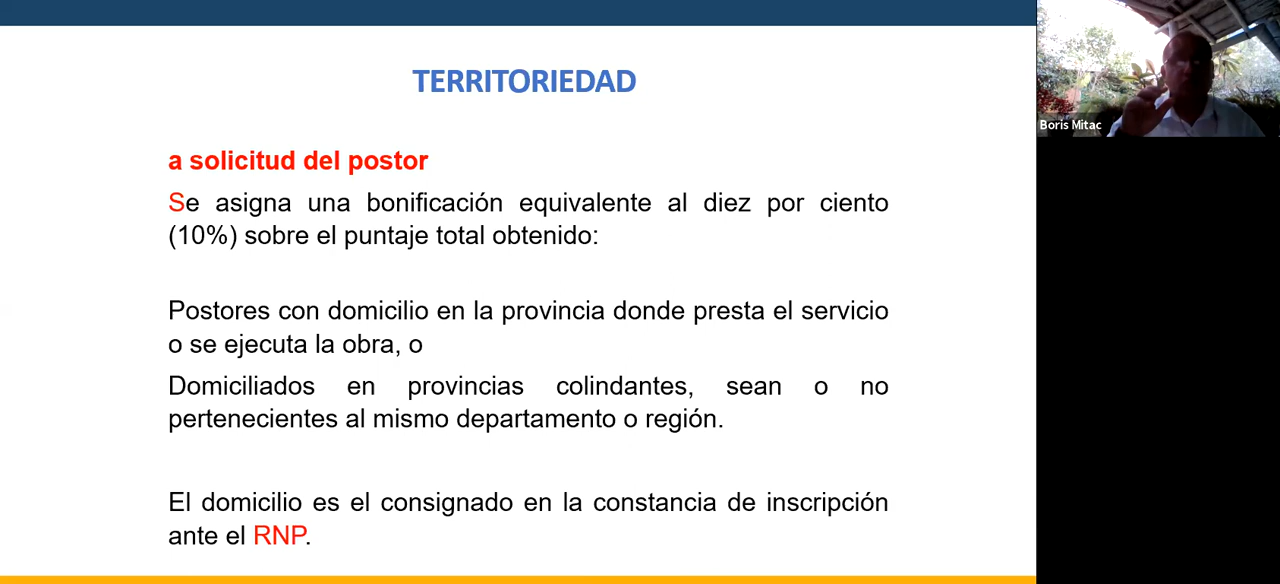 TERRITORIEDAD
a solicitud del postor
Se asigna una bonificación equivalente al diez por ciento
(10%) sobre el puntaje total obtenido:
Postores con domicilio en la provincia donde presta el servicio
o se ejecuta la obra, o
Domiciliados en provincias colindantes, sean o no
pertenecientes al mismo departamento o región.
El domicilio es el consignado en la constancia de inscripción
ante el RNP.
Boris Mitac